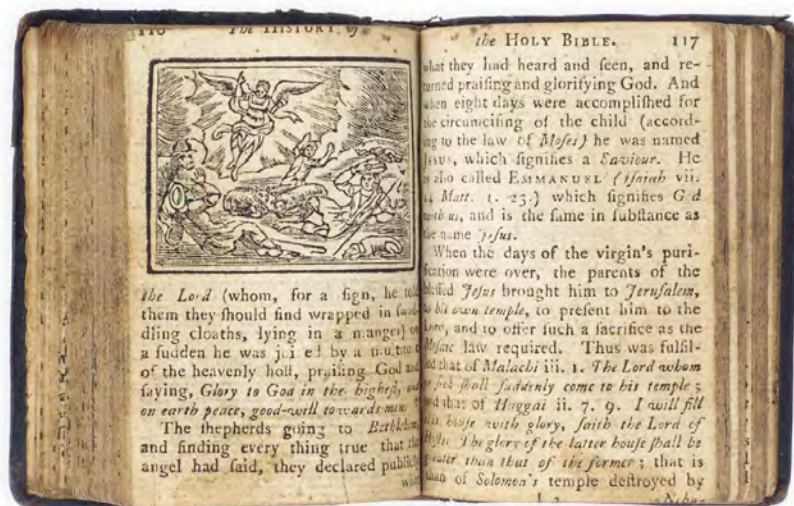 The HISTORY of
the Lord (whom, for a ſign, he told
them they ſhould find wrapped in ſwad-
dling cloaths, lying in a manger) on
a ſudden he was by a
of the heavenly hoſt, praiſing God and
ſaying, Glory to God in the higheſt, and
on earth peace, good-will towards men.
The ſhepherds going to Bethlehem,
and finding every thing true that the
angel had ſaid, they declared publicly
what
the HOLY BIBLE. 117
what they had heard and ſeen, and re-
turned praiſing and glorifying God. And
when eight days were accompliſhed for
the circumciſing of the child (accord-
ing to the law of Moſes) he was named
Jesus, which ſignifies a Saviour. He
is alſo called EMMANUEL (Iſaiah vii.
14 Matt. 1. 23.) which ſignifies G d
with us, and is the ſame in ſubſtance as
the name Jeſus.
When the days of the virgin's puri-
fication were over, the parents of the
bleſſed Jeſus brought him to Jeruſalem,
to his own temple, to preſent him to the
Lord, and to offer ſuch a ſacrifice as the
Moſaic law required. Thus was fulfil-
led that of Malachi iii. 1. The Lord whom
ye ſeek ſhall ſuddenly come to his temple;
and that of Haggai ii. 7. 9. I will fill
this houſe with glory, ſaith the Lord of
Hoſts. The glory of the latter houſe ſhall be
greater than that of the former; that is
than of Solomon's temple deſtroyed by
Nebu-